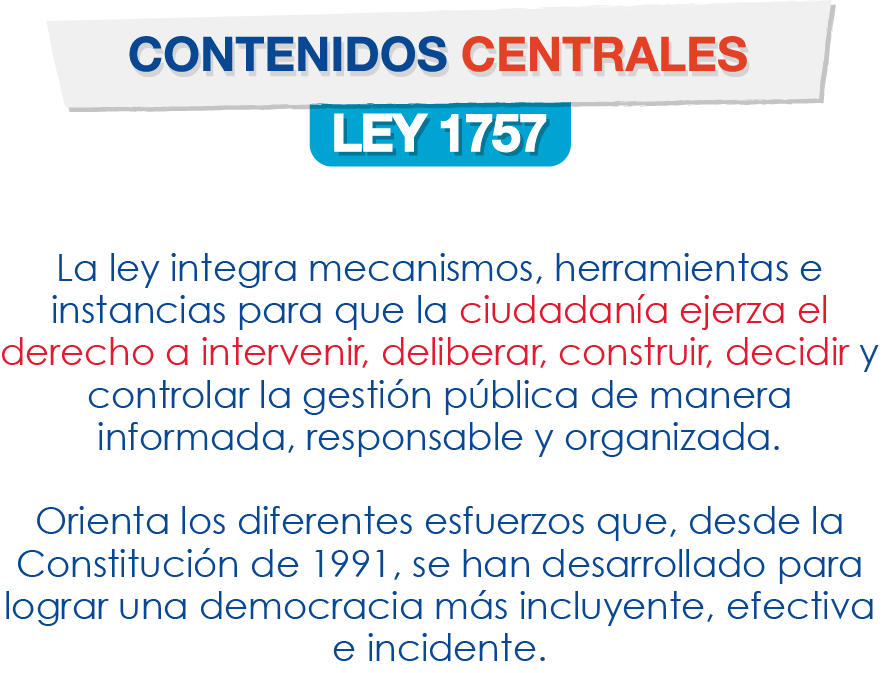 CONTENIDOS CENTRALES
LEY 1757
La ley integra mecanismos, herramientas e
instancias para que la ciudadanía ejerza el
derecho a intervenir, deliberar, construir, decidir y
controlar la gestión pública de manera
informada, responsable y organizada.
Orienta los diferentes esfuerzos que, desde la
Constitución de 1991, se han desarrollado para
lograr una democracia más incluyente, efectiva
e incidente.